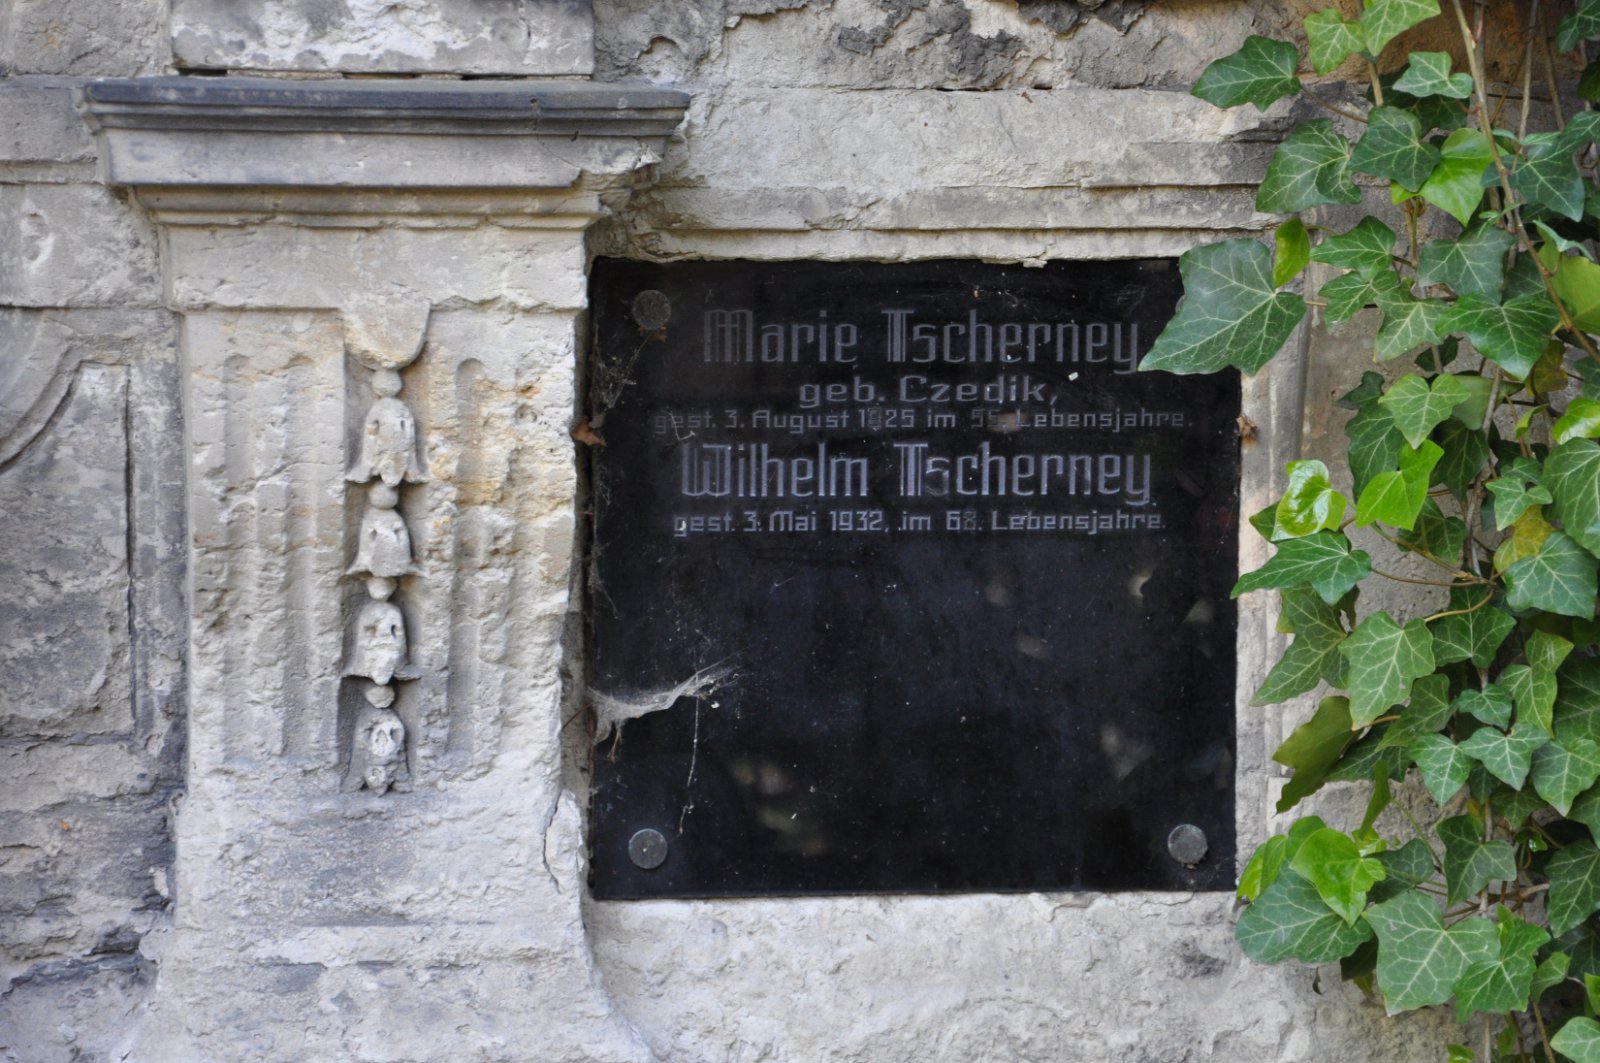 Marie Tscherney
geb. Czedik,
gest. 3. August 1925 im 55. Lebensjahre.
Wilhelm Tscherney
gest. 3. Mai 1932, im 68. Lebensjahre.